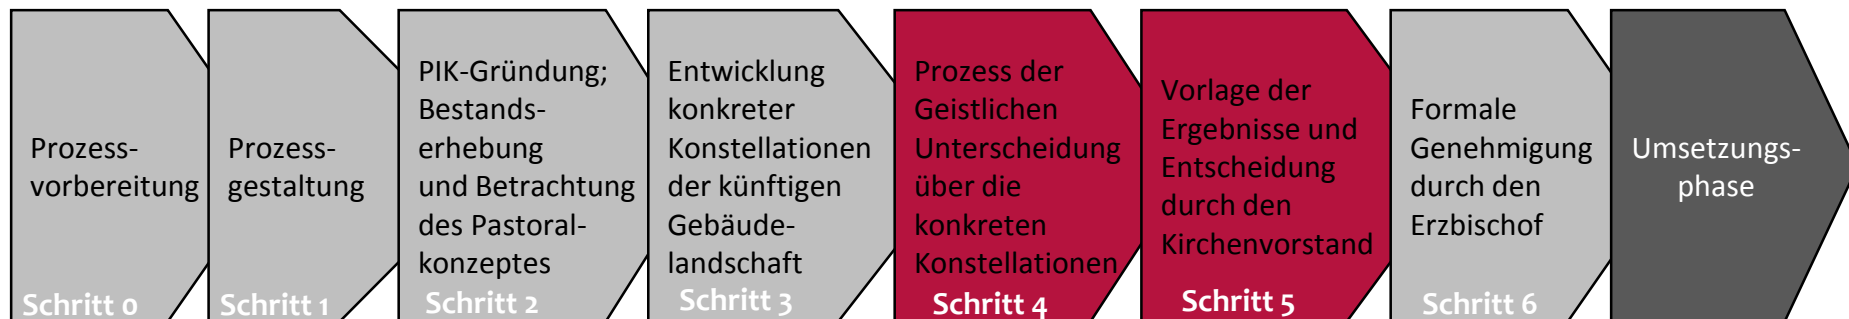 Prozess-
vorbereitung
Schritt 0
Prozess-
gestaltung
Schritt 1
PIK-Gründung;
Bestands-
erhebung
und Betrachtung
des Pastoral-
konzeptes
Schritt 2
Entwicklung
konkreter
Konstellationen
der künftigen
Gebäude-
landschaft
Schritt 3
Prozess der
Geistlichen
Unterscheidung
über die
konkreten
Konstellationen
Schritt 4
Vorlage der
Ergebnisse und
Entscheidung
durch den
Kirchenvorstand
Schritt 5
Formale
Genehmigung
durch den
Erzbischof
Schritt 6
Umsetzungs-
phase